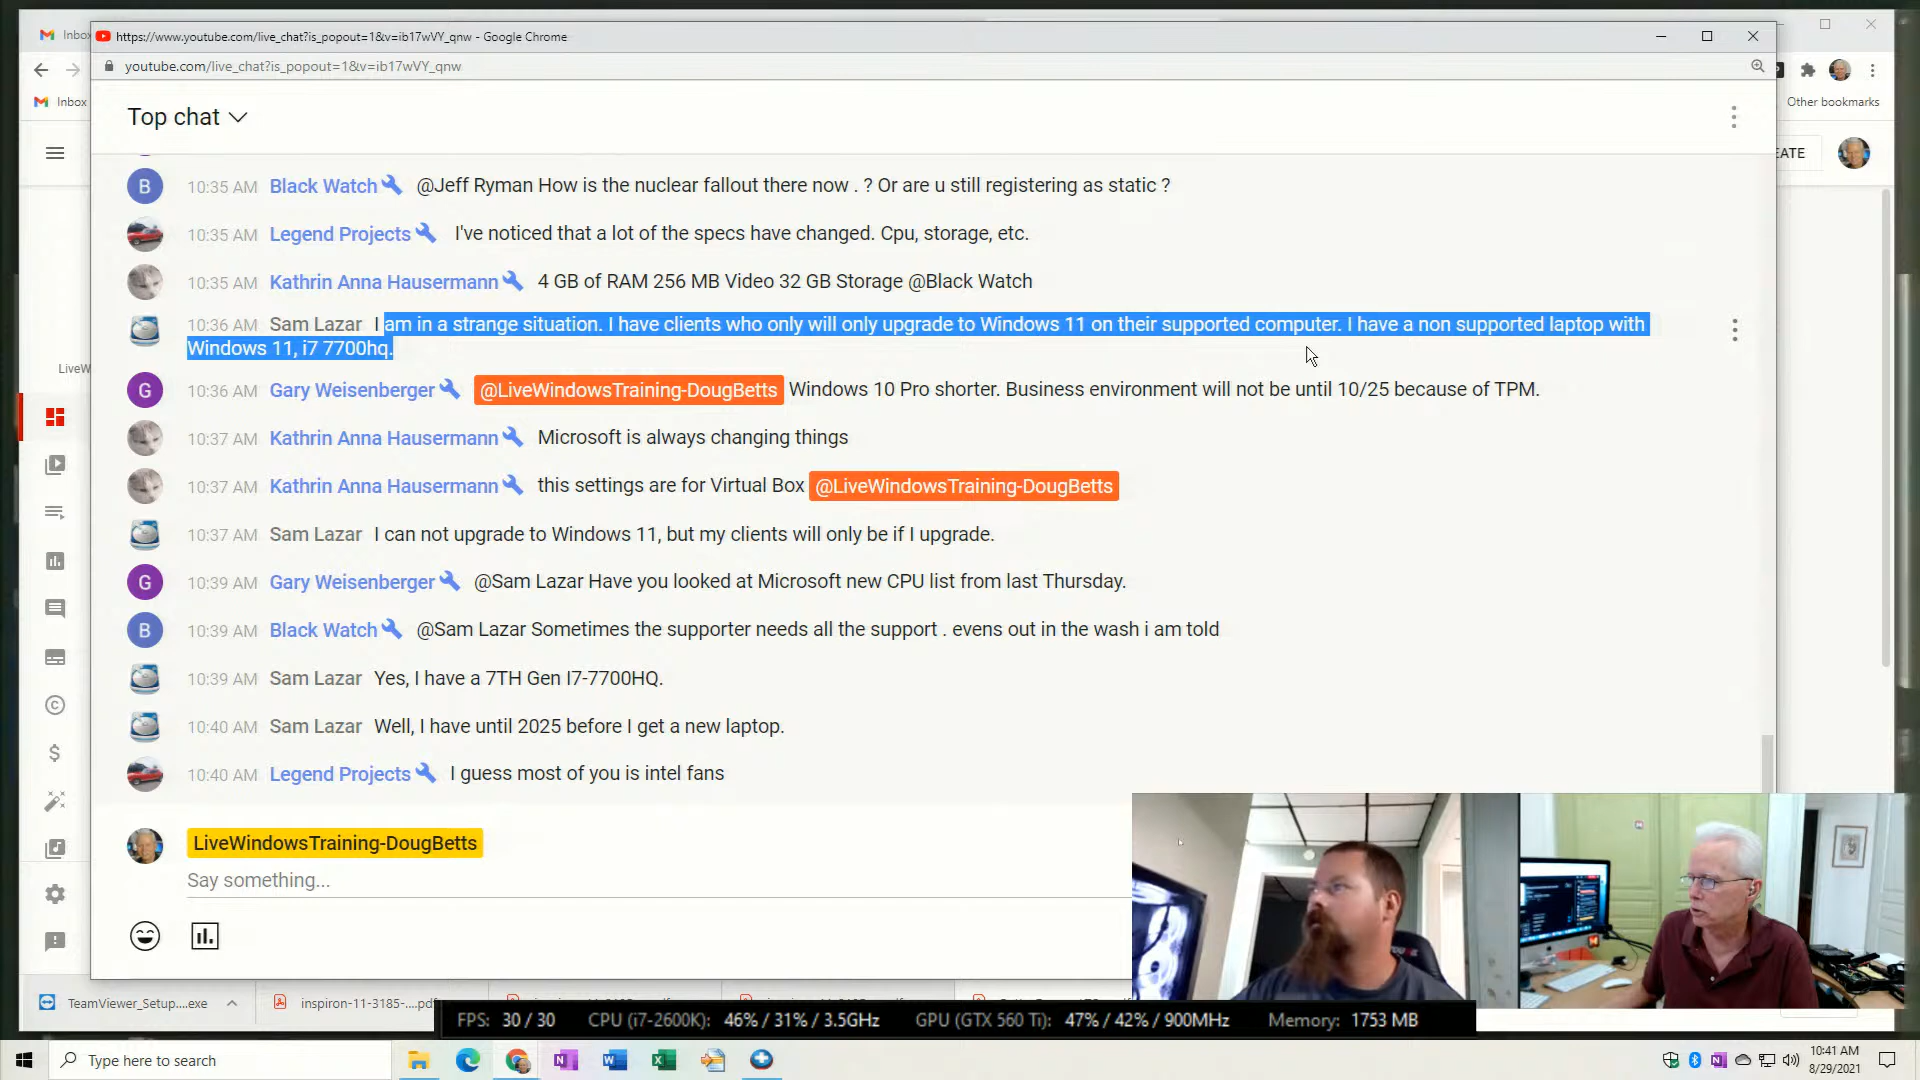 Inbo
https://www.youtube.com/live_chat?is_popout=1&v=ib17wVY_qnw - Google Chrome
youtube.com/live_chat?is_popout=1&v=ib17wVY_qnw
Inbox
Other bookmarks
Top chat
EATE
10:35 AM Black Watch @Jeff Ryman How is the nuclear fallout there now . ? Or are u still registering as static ?
10:35 AM Legend Projects I've noticed that a lot of the specs have changed. Cpu, storage, etc.
10:35 AM Kathrin Anna Hausermann 4 GB of RAM 256 MB Video 32 GB Storage @Black Watch
10:36 AM Sam Lazar I am in a strange situation. I have clients who only will only upgrade to Windows 11 on their supported computer. I have a non supported laptop with
Windows 11, i7 7700hq.
LiveW
10:36 AM Gary Weisenberger @LiveWindowsTraining-DougBetts Windows 10 Pro shorter. Business environment will not be until 10/25 because of TPM.
10:37 AM Kathrin Anna Hausermann Microsoft is always changing things
10:37 AM Kathrin Anna Hausermann this settings are for Virtual Box @LiveWindowsTraining-DougBetts
10:37 AM Sam Lazar I can not upgrade to Windows 11, but my clients will only be if I upgrade.
10:39 AM Gary Weisenberger @Sam Lazar Have you looked at Microsoft new CPU list from last Thursday.
10:39 AM Black Watch @Sam Lazar Sometimes the supporter needs all the support . evens out in the wash i am told
10:39 AM Sam Lazar Yes, I have a 7TH Gen I7-7700HQ.
10:40 AM Sam Lazar Well, I have until 2025 before I get a new laptop.
10:40 AM Legend Projects I guess most of you is intel fans
LiveWindowsTraining-DougBetts
Say something...
TeamViewer_Setup....exe
inspiron-11-3185-....pdf
FPS: 30 / 30 CPU (i7-2600K): 46% / 31% / 3.5GHz GPU (GTX 560 Ti): 47% / 42% / 900MHz Memory: 1753 MB
Type here to search
10:41 AM
8/29/2021